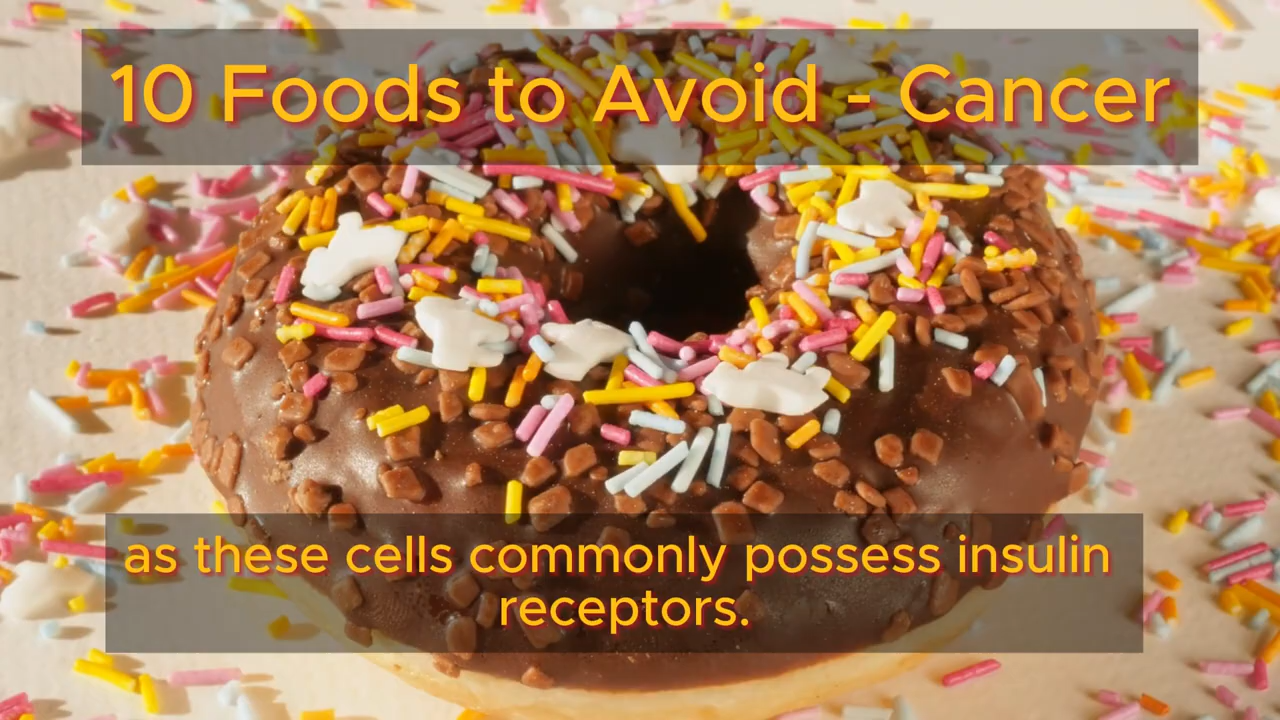 10 Foods to Avoid - Cancer
as these cells commonly possess insulin
receptors.